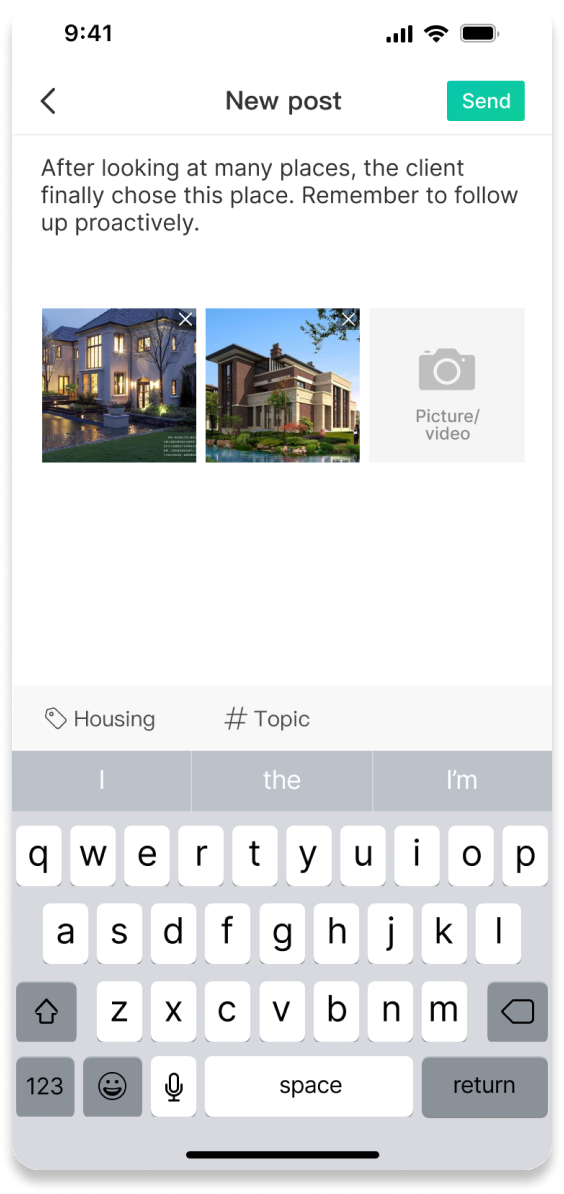 9:41
New post
Send
After looking at many places, the client
finally chose this place. Remember to follow
up proactively.
Picture/
video
Housing
# Topic
I
the
I'm
q w e r t y u i o p
a s d f g h j k l
z x c v b n m
123
space
return